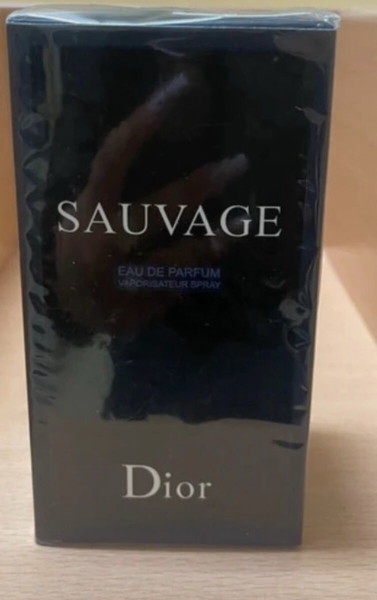 SAUVAGE
EAU DE PARFUM
VAPORISATEUR SPRAY
Dior